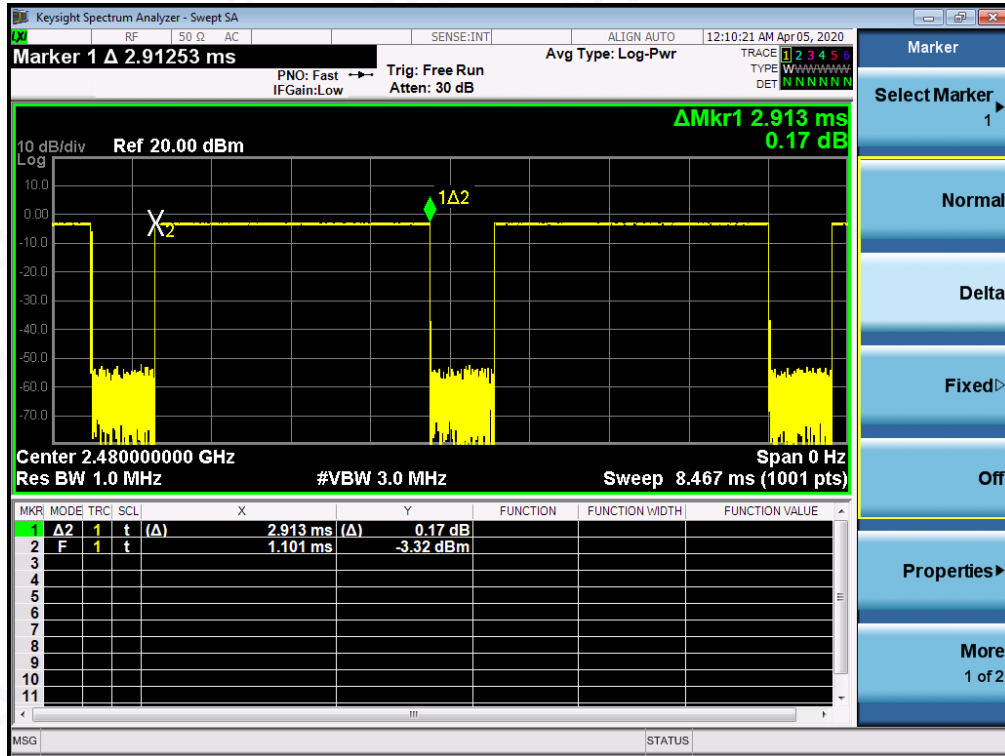 Keysight Spectrum Analyzer - Swept SA
LXI RF 50 Ω AC SENSE:INT ALIGN AUTO 12:10:21 AM Apr 05, 2020
Marker 1 Δ 2.91253 ms
PNO: Fast
IFGain:Low
Trig: Free Run
Atten: 30 dB
Avg Type: Log-Pwr
TRACE 1 2 3 4 5 6
TYPE WWWWWW
DET N N N N N N
ΔMkr1 2.913 ms
0.17 dB
10 dB/div Ref 20.00 dBm
Log
10.0
0.00
-10.0
-20.0
-30.0
-40.0
-50.0
-60.0
-70.0
X2
1Δ2
Center 2.480000000 GHz Span 0 Hz
Res BW 1.0 MHz #VBW 3.0 MHz Sweep 8.467 ms (1001 pts)
MKR MODE TRC SCL X Y FUNCTION FUNCTION WIDTH FUNCTION VALUE
1 Δ2 1 t (Δ) 2.913 ms (Δ) 0.17 dB
2 F 1 t 1.101 ms -3.32 dBm
3
4
5
6
7
8
9
10
11
MSG STATUS
Marker
Select Marker
1
Normal
Delta
Fixed
Off
Properties
More
1 of 2